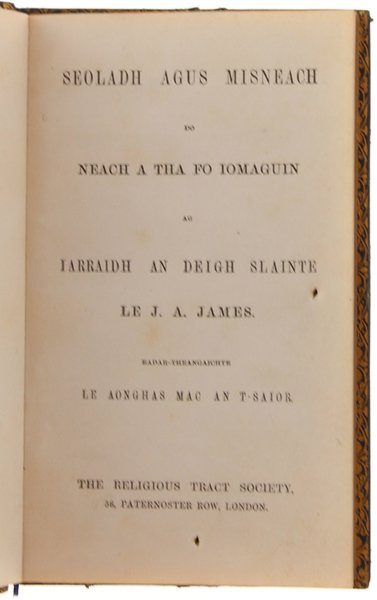 SEOLADH AGUS MISNEACH
DO
NEACH A THA FO IOMAGUIN
AG
IARRAIDH AN DEIGH SLAINTE
LE J. A. JAMES.
EADAR-THEANGAICHTE
LE AONGHAS MAC AN T-SAIOR.
THE RELIGIOUS TRACT SOCIETY,
56, PATERNOSTER ROW, LONDON.